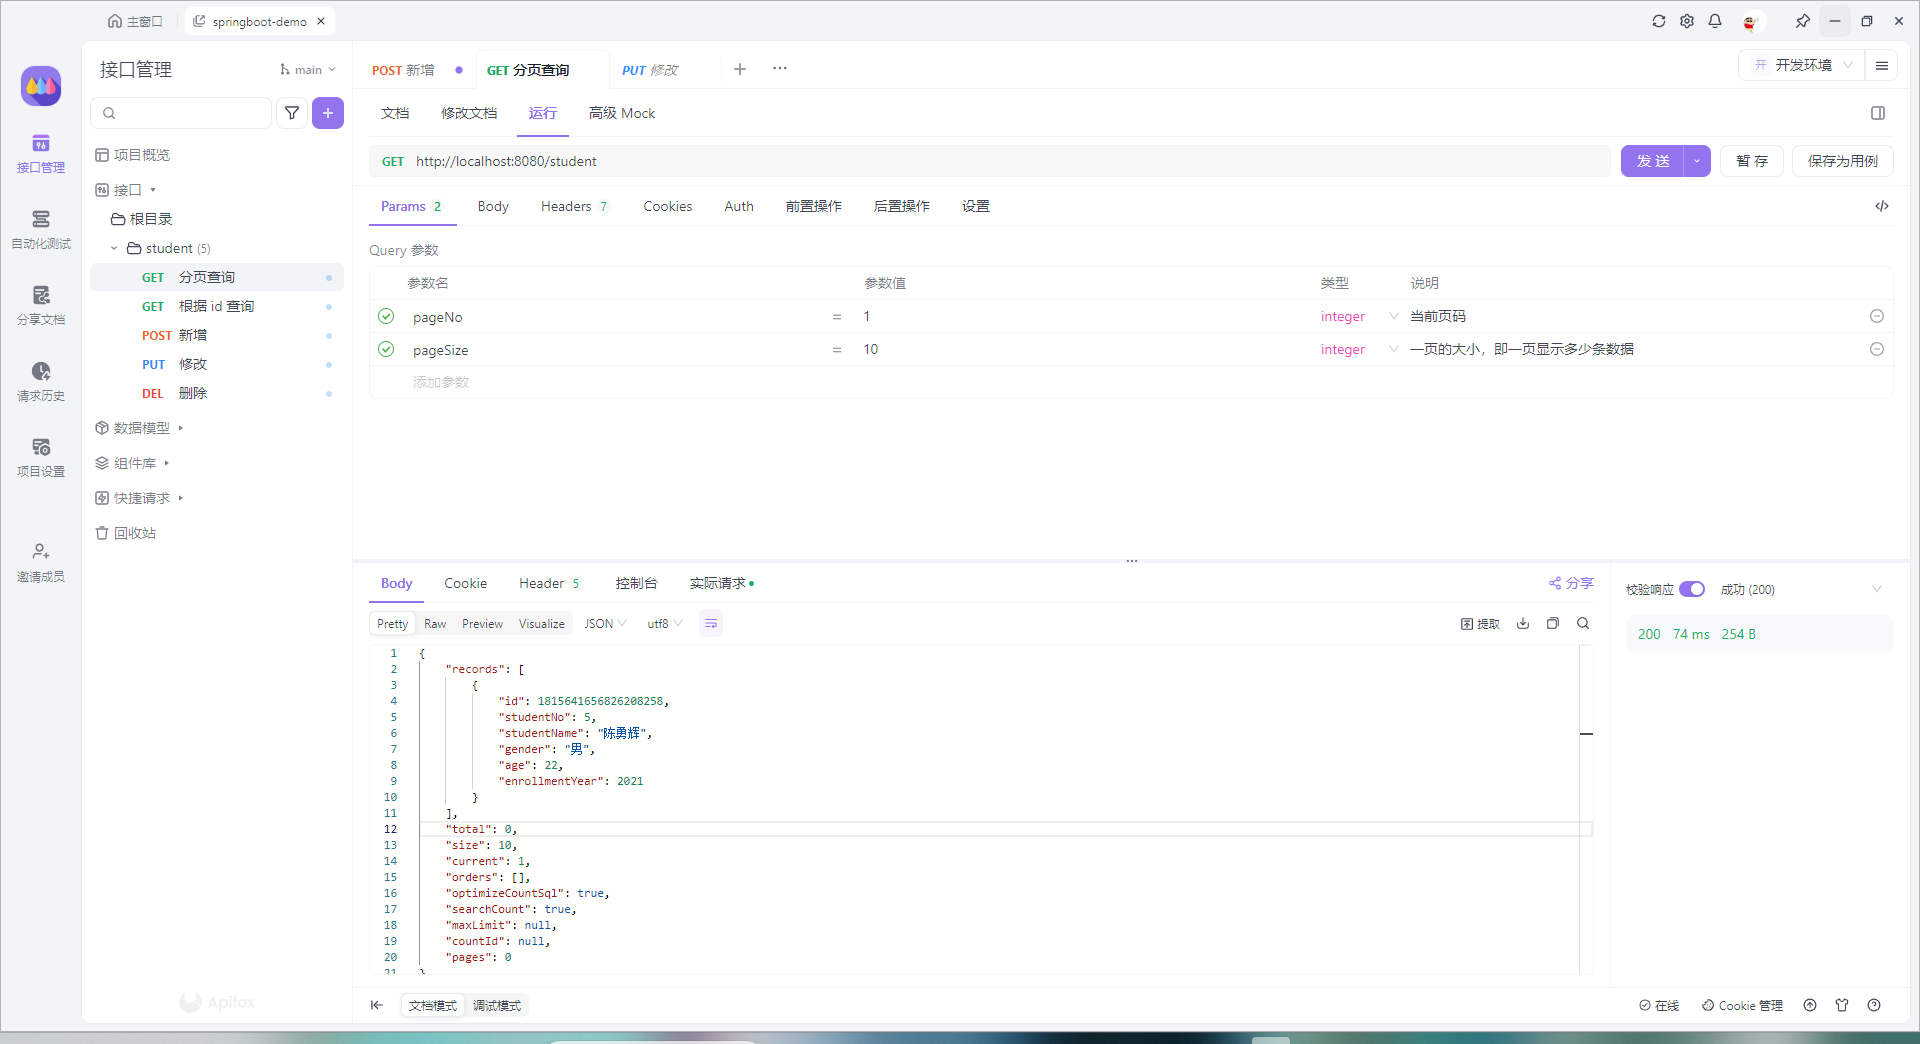 主窗口
springboot-demo
接口管理
main
POST 新增
GET 分页查询
PUT 修改
开 开发环境
接口管理
自动化测试
分享文档
请求历史
项目设置
邀请成员
项目概览
接口
根目录
student (5)
GET 分页查询
GET 根据 id 查询
POST 新增
PUT 修改
DEL 删除
数据模型
组件库
快捷请求
回收站
Apifox
文档 修改文档 运行 高级 Mock
GET http://localhost:8080/student
发 送
暂 存
保存为用例
Params 2 Body Headers 7 Cookies Auth 前置操作 后置操作 设置
Query 参数
参数名 参数值 类型 说明
pageNo = 1 integer 当前页码
pageSize = 10 integer 一页的大小，即一页显示多少条数据
添加参数
Body Cookie Header 5 控制台 实际请求
分享
校验响应 成功 (200)
Pretty Raw Preview Visualize JSON utf8
提取
200 74 ms 254 B
1 {
2 "records": [
3 {
4 "id": 1815641656826208258,
5 "studentNo": 5,
6 "studentName": "陈勇辉",
7 "gender": "男",
8 "age": 22,
9 "enrollmentYear": 2021
10 }
11 ],
12 "total": 0,
13 "size": 10,
14 "current": 1,
15 "orders": [],
16 "optimizeCountSql": true,
17 "searchCount": true,
18 "maxLimit": null,
19 "countId": null,
20 "pages": 0
21 }
文档模式 调试模式
在线 Cookie 管理